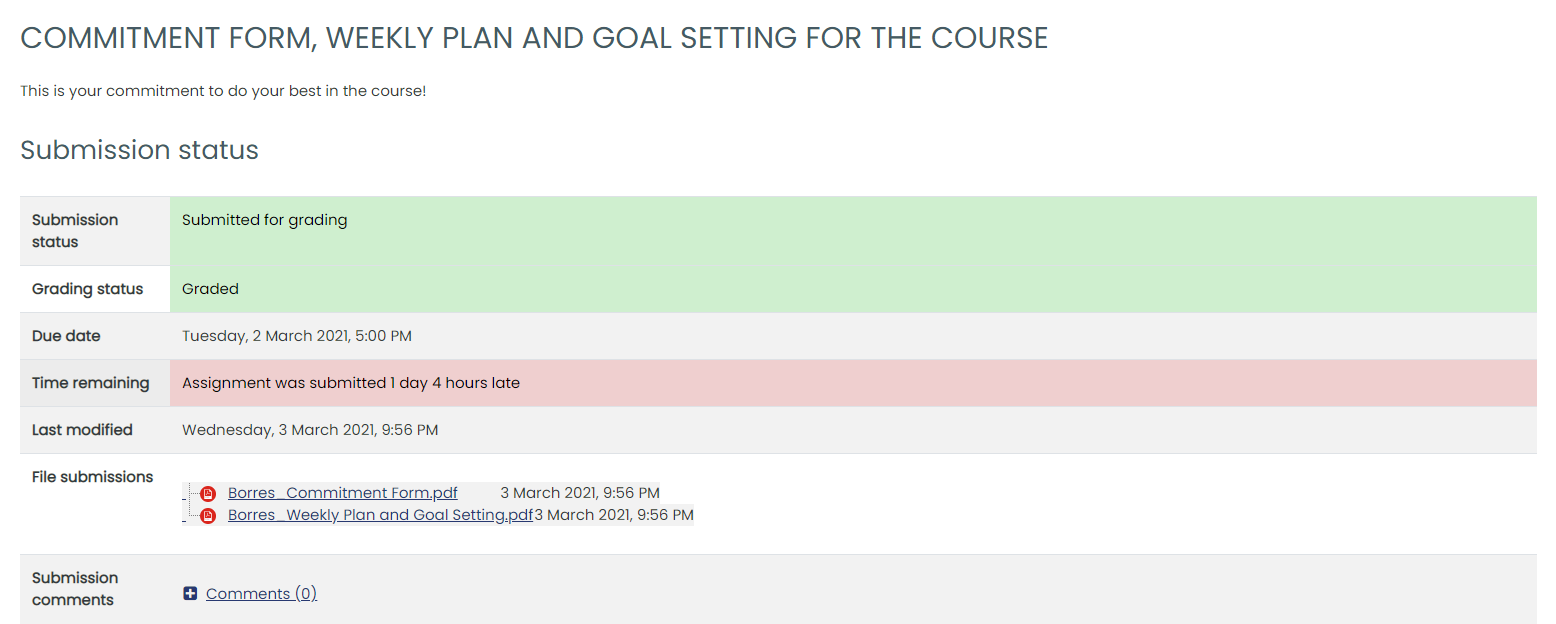 COMMITMENT FORM, WEEKLY PLAN AND GOAL SETTING FOR THE COURSE
This is your commitment to do your best in the course!
Submission status
Submission status Submitted for grading
Grading status Graded
Due date Tuesday, 2 March 2021, 5:00 PM
Time remaining Assignment was submitted 1 day 4 hours late
Last modified Wednesday, 3 March 2021, 9:56 PM
File submissions
Borres_Commitment Form.pdf 3 March 2021, 9:56 PM
Borres_Weekly Plan and Goal Setting.pdf 3 March 2021, 9:56 PM
Submission comments Comments (0)